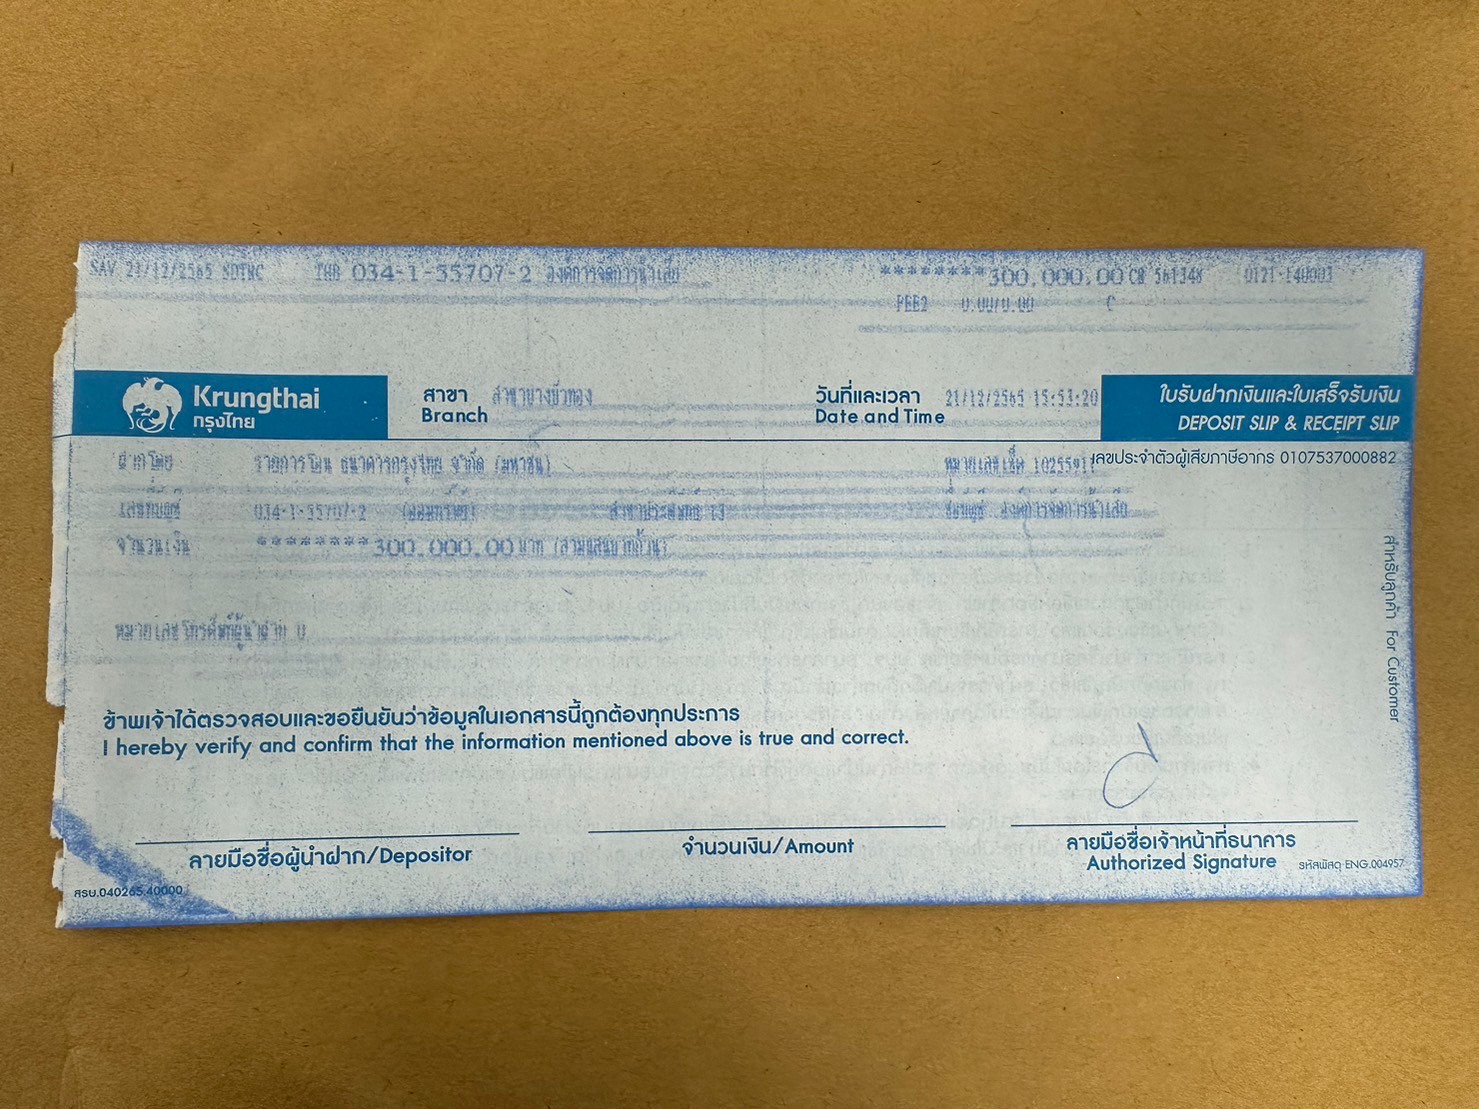 SAV 21/12/2565 SDTHC THB 034-1-55707-2 องค์การจัดการน้ำเสีย ********300,000.00 CR 561348 0121-140003
FEE2 0.00/0.00 C
Krungthai
กรุงไทย
สาขา สาขาบางบัวทอง
Branch
วันที่และเวลา 21/12/2565 15:53:20
Date and Time
ใบรับฝากเงินและใบเสร็จรับเงิน
DEPOSIT SLIP & RECEIPT SLIP
เลขประจำตัวผู้เสียภาษีอากร 0107537000882
ฝากโดย รายการโอน ธนาคารกรุงไทย จำกัด (มหาชน) หมายเลขเช็ค
เลขที่บัญชี 034-1-55707-2 (ออมทรัพย์) ชื่อบัญชี องค์การจัดการน้ำเสีย
จำนวนเงิน ********300,000.00 บาท (สามแสนบาทถ้วน)
หมายเลขโทรศัพท์ผู้นำฝาก 0
ข้าพเจ้าได้ตรวจสอบและขอยืนยันว่าข้อมูลในเอกสารนี้ถูกต้องทุกประการ
I hereby verify and confirm that the information mentioned above is true and correct.
สำหรับลูกค้า For Customer
ลายมือชื่อผู้นำฝาก/Depositor
จำนวนเงิน/Amount
ลายมือชื่อเจ้าหน้าที่ธนาคาร
Authorized Signature
รหัสพัสดุ ENG.004957
สรษ.040265.40000